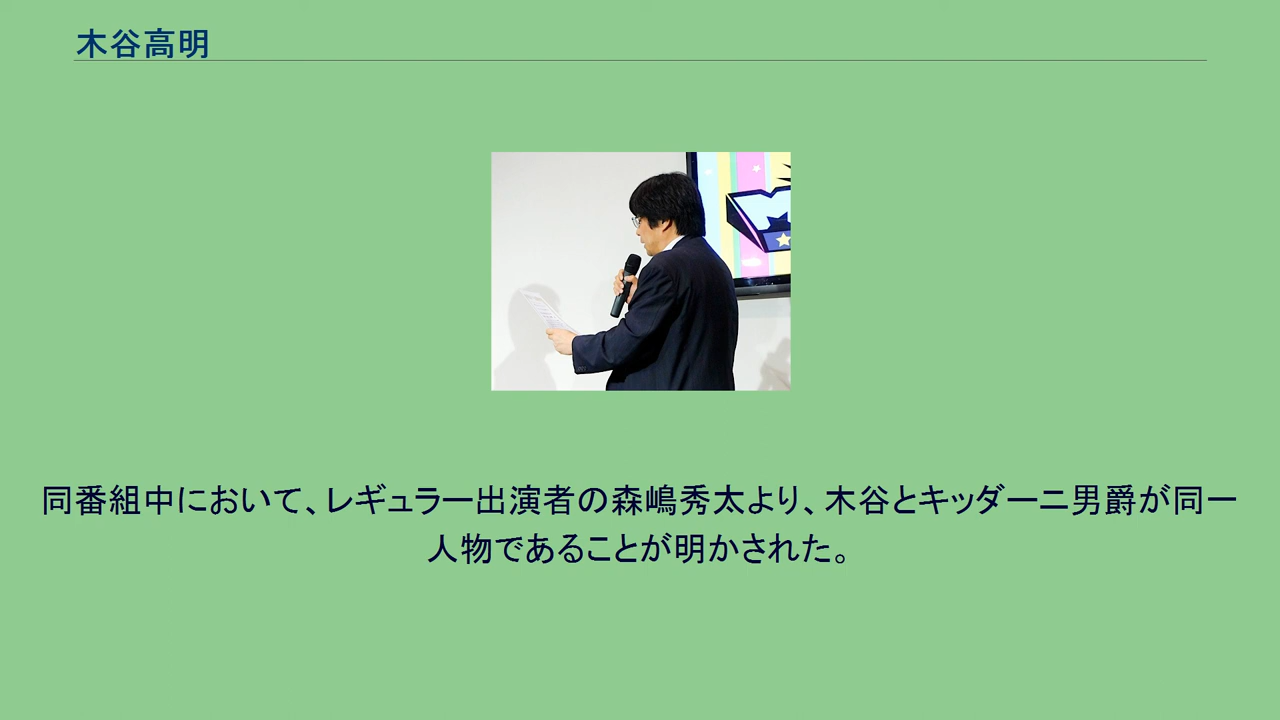 木谷高明
同番組中において、レギュラー出演者の森嶋秀太より、木谷とキッダーニ男爵が同一
人物であることが明かされた。